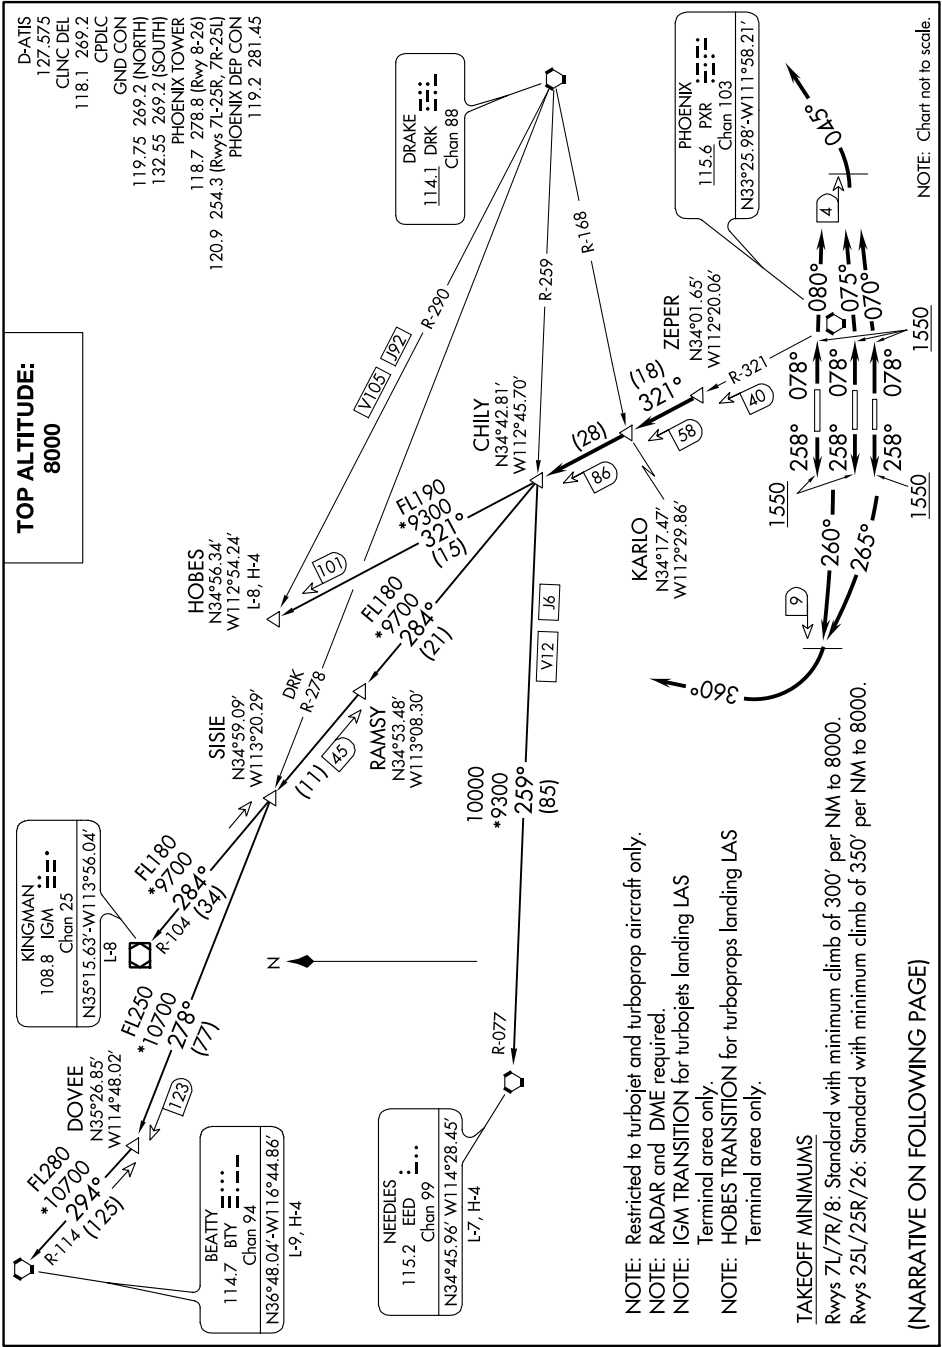 TOP ALTITUDE:
8000
D-ATIS
127.575
CLNC DEL
118.1 269.2
CPDLC
GND CON
119.75 269.2 (NORTH)
132.55 269.2 (SOUTH)
PHOENIX TOWER
118.7 278.8 (Rwy 8-26)
120.9 254.3 (Rwys 7L-25R, 7R-25L)
PHOENIX DEP CON
119.2 281.45
FL280
*10700
294°
(125)
R-114
DOVEE
N35°26.85'
W114°48.02'
123
BEATTY
114.7 BTY
Chan 94
N36°48.04'-W116°44.86'
L-9, H-4
KINGMAN
108.8 IGM
Chan 25
N35°15.63'-W113°56.04'
L-8
FL250
*10700
278°
(77)
FL180
*9700
284°
(34)
R-104
SISIE
N34°59.09'
W113°20.29'
(11)
45
DRK
R-278
HOBES
N34°56.34'
W112°54.24'
L-8, H-4
101
V105
J92
R-290
DRAKE
114.1 DRK
Chan 88
RAMSY
N34°53.48'
W113°08.30'
FL180
*9700
284°
(21)
FL190
*9300
321°
(15)
CHILY
N34°42.81'
W112°45.70'
R-259
R-168
NEEDLES
115.2 EED
Chan 99
N34°45.96' W114°28.45'
L-7, H-4
R-077
10000
*9300
259°
(85)
V12
J6
N
(28)
86
KARLO
N34°17.47'
W112°29.86'
(18)
321°
58
ZEPER
N34°01.65'
W112°20.06'
40
R-321
PHOENIX
115.6 PXR
Chan 103
N33°25.98'-W111°58.21'
360°
9
260°
265°
1550
1550
258°
258°
258°
078°
078°
078°
080°
075°
070°
1550
4
045°
NOTE: Restricted to turbojet and turboprop aircraft only.
NOTE: RADAR and DME required.
NOTE: IGM TRANSITION for turbojets landing LAS
Terminal area only.
NOTE: HOBES TRANSITION for turboprops landing LAS
Terminal area only.
TAKEOFF MINIMUMS
Rwys 7L/7R/8: Standard with minimum climb of 300' per NM to 8000.
Rwys 25L/25R/26: Standard with minimum climb of 350' per NM to 8000.
(NARRATIVE ON FOLLOWING PAGE)
NOTE: Chart not to scale.